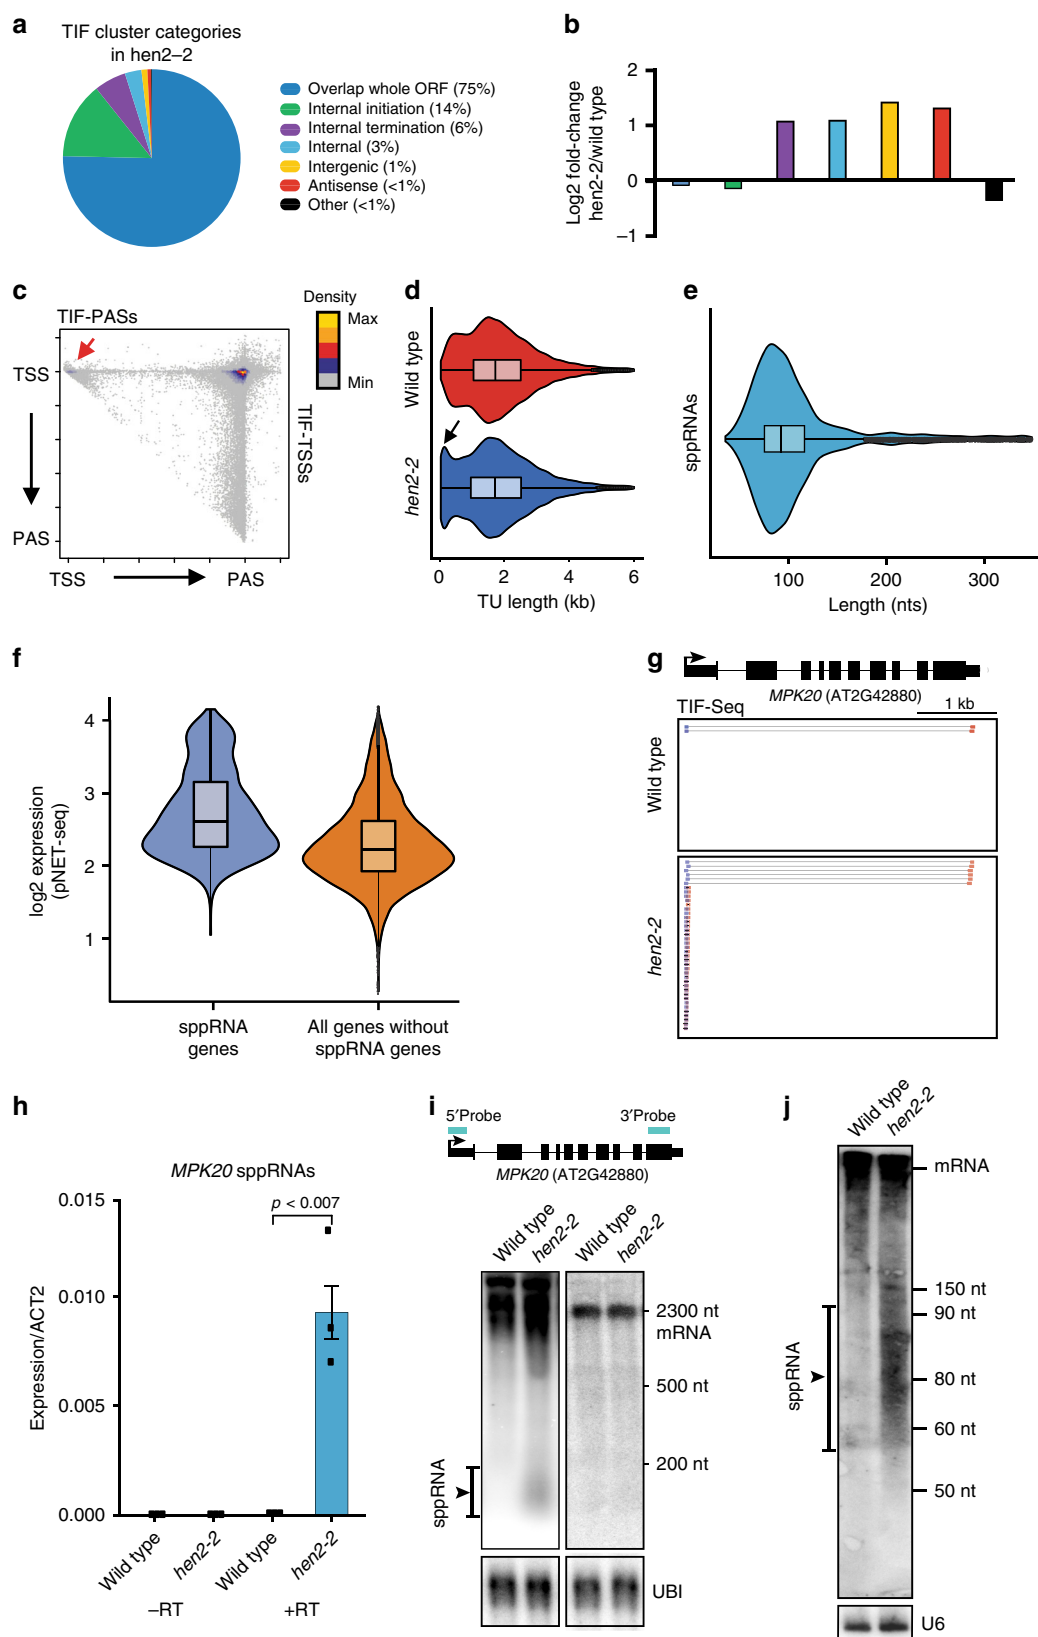 a
TIF cluster categories
in hen2–2
Overlap whole ORF (75%)
Internal initiation (14%)
Internal termination (6%)
Internal (3%)
Intergenic (1%)
Antisense (<1%)
Other (<1%)
b
Log2 fold-change
hen2-2/wild type
2
1
0
–1
c
TIF-PASs
Density
Max
Min
TSS
PAS
TIF-TSSs
TSS
PAS
d
Wild type
hen2-2
0
2
4
6
TU length (kb)
e
sppRNAs
100
200
300
Length (nts)
f
log2 expression
(pNET-seq)
4
3
2
1
sppRNA
genes
All genes without
sppRNA genes
g
MPK20 (AT2G42880)
TIF-Seq
1 kb
Wild type
hen2-2
h
MPK20 sppRNAs
p < 0.007
Expression/ACT2
0.015
0.010
0.005
0.000
Wild type
hen2-2
Wild type
hen2-2
–RT
+RT
i
5′Probe
3′Probe
MPK20 (AT2G42880)
Wild type
hen2-2
Wild type
hen2-2
2300 nt
mRNA
500 nt
200 nt
sppRNA
UBI
j
Wild type
hen2-2
mRNA
150 nt
90 nt
80 nt
60 nt
50 nt
sppRNA
U6